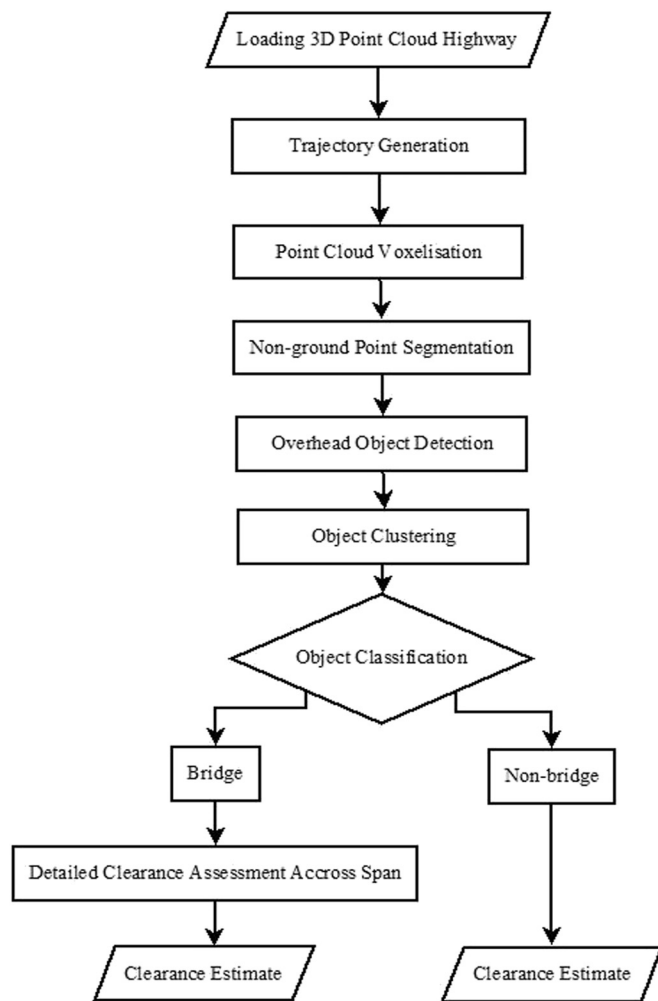 Loading 3D Point Cloud Highway
Trajectory Generation
Point Cloud Voxelisation
Non-ground Point Segmentation
Overhead Object Detection
Object Clustering
Object Classification
Bridge
Non-bridge
Detailed Clearance Assessment Accross Span
Clearance Estimate
Clearance Estimate